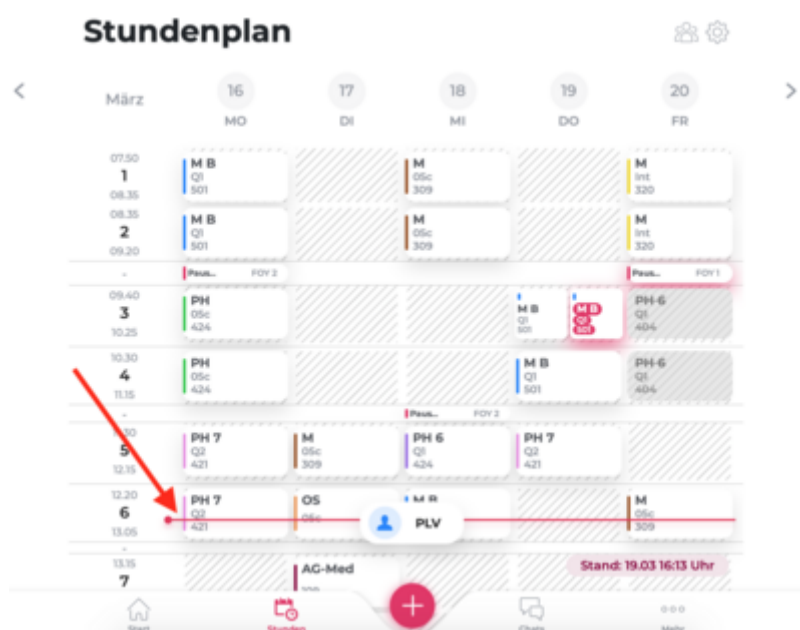 Stundenplan
März 16 17 18 19 20
MO DI MI DO FR
07.50
1
08.35
M B
Q1
501
M
05c
309
M
Int
320
08.35
2
09.20
M B
Q1
501
M
05c
309
M
Int
320
- Paus... FOY 2 Paus... FOY 1
09.40
3
10.25
PH
05c
424
M B
Q1
501
M B
Q1
501
PH 6
Q1
404
10.30
4
11.15
PH
05c
424
M B
Q1
501
PH 6
Q1
404
- Paus... FOY 2
5
12.15
PH 7
Q2
421
M
05c
309
PH 6
Q1
424
PH 7
Q2
421
12.20
6
13.05
PH 7
Q2
421
OS
05c
M B
M
05c
309
PLV
-
13.15
7
AG-Med
Stand: 19.03 16:13 Uhr
Start Stunden Chats Mehr